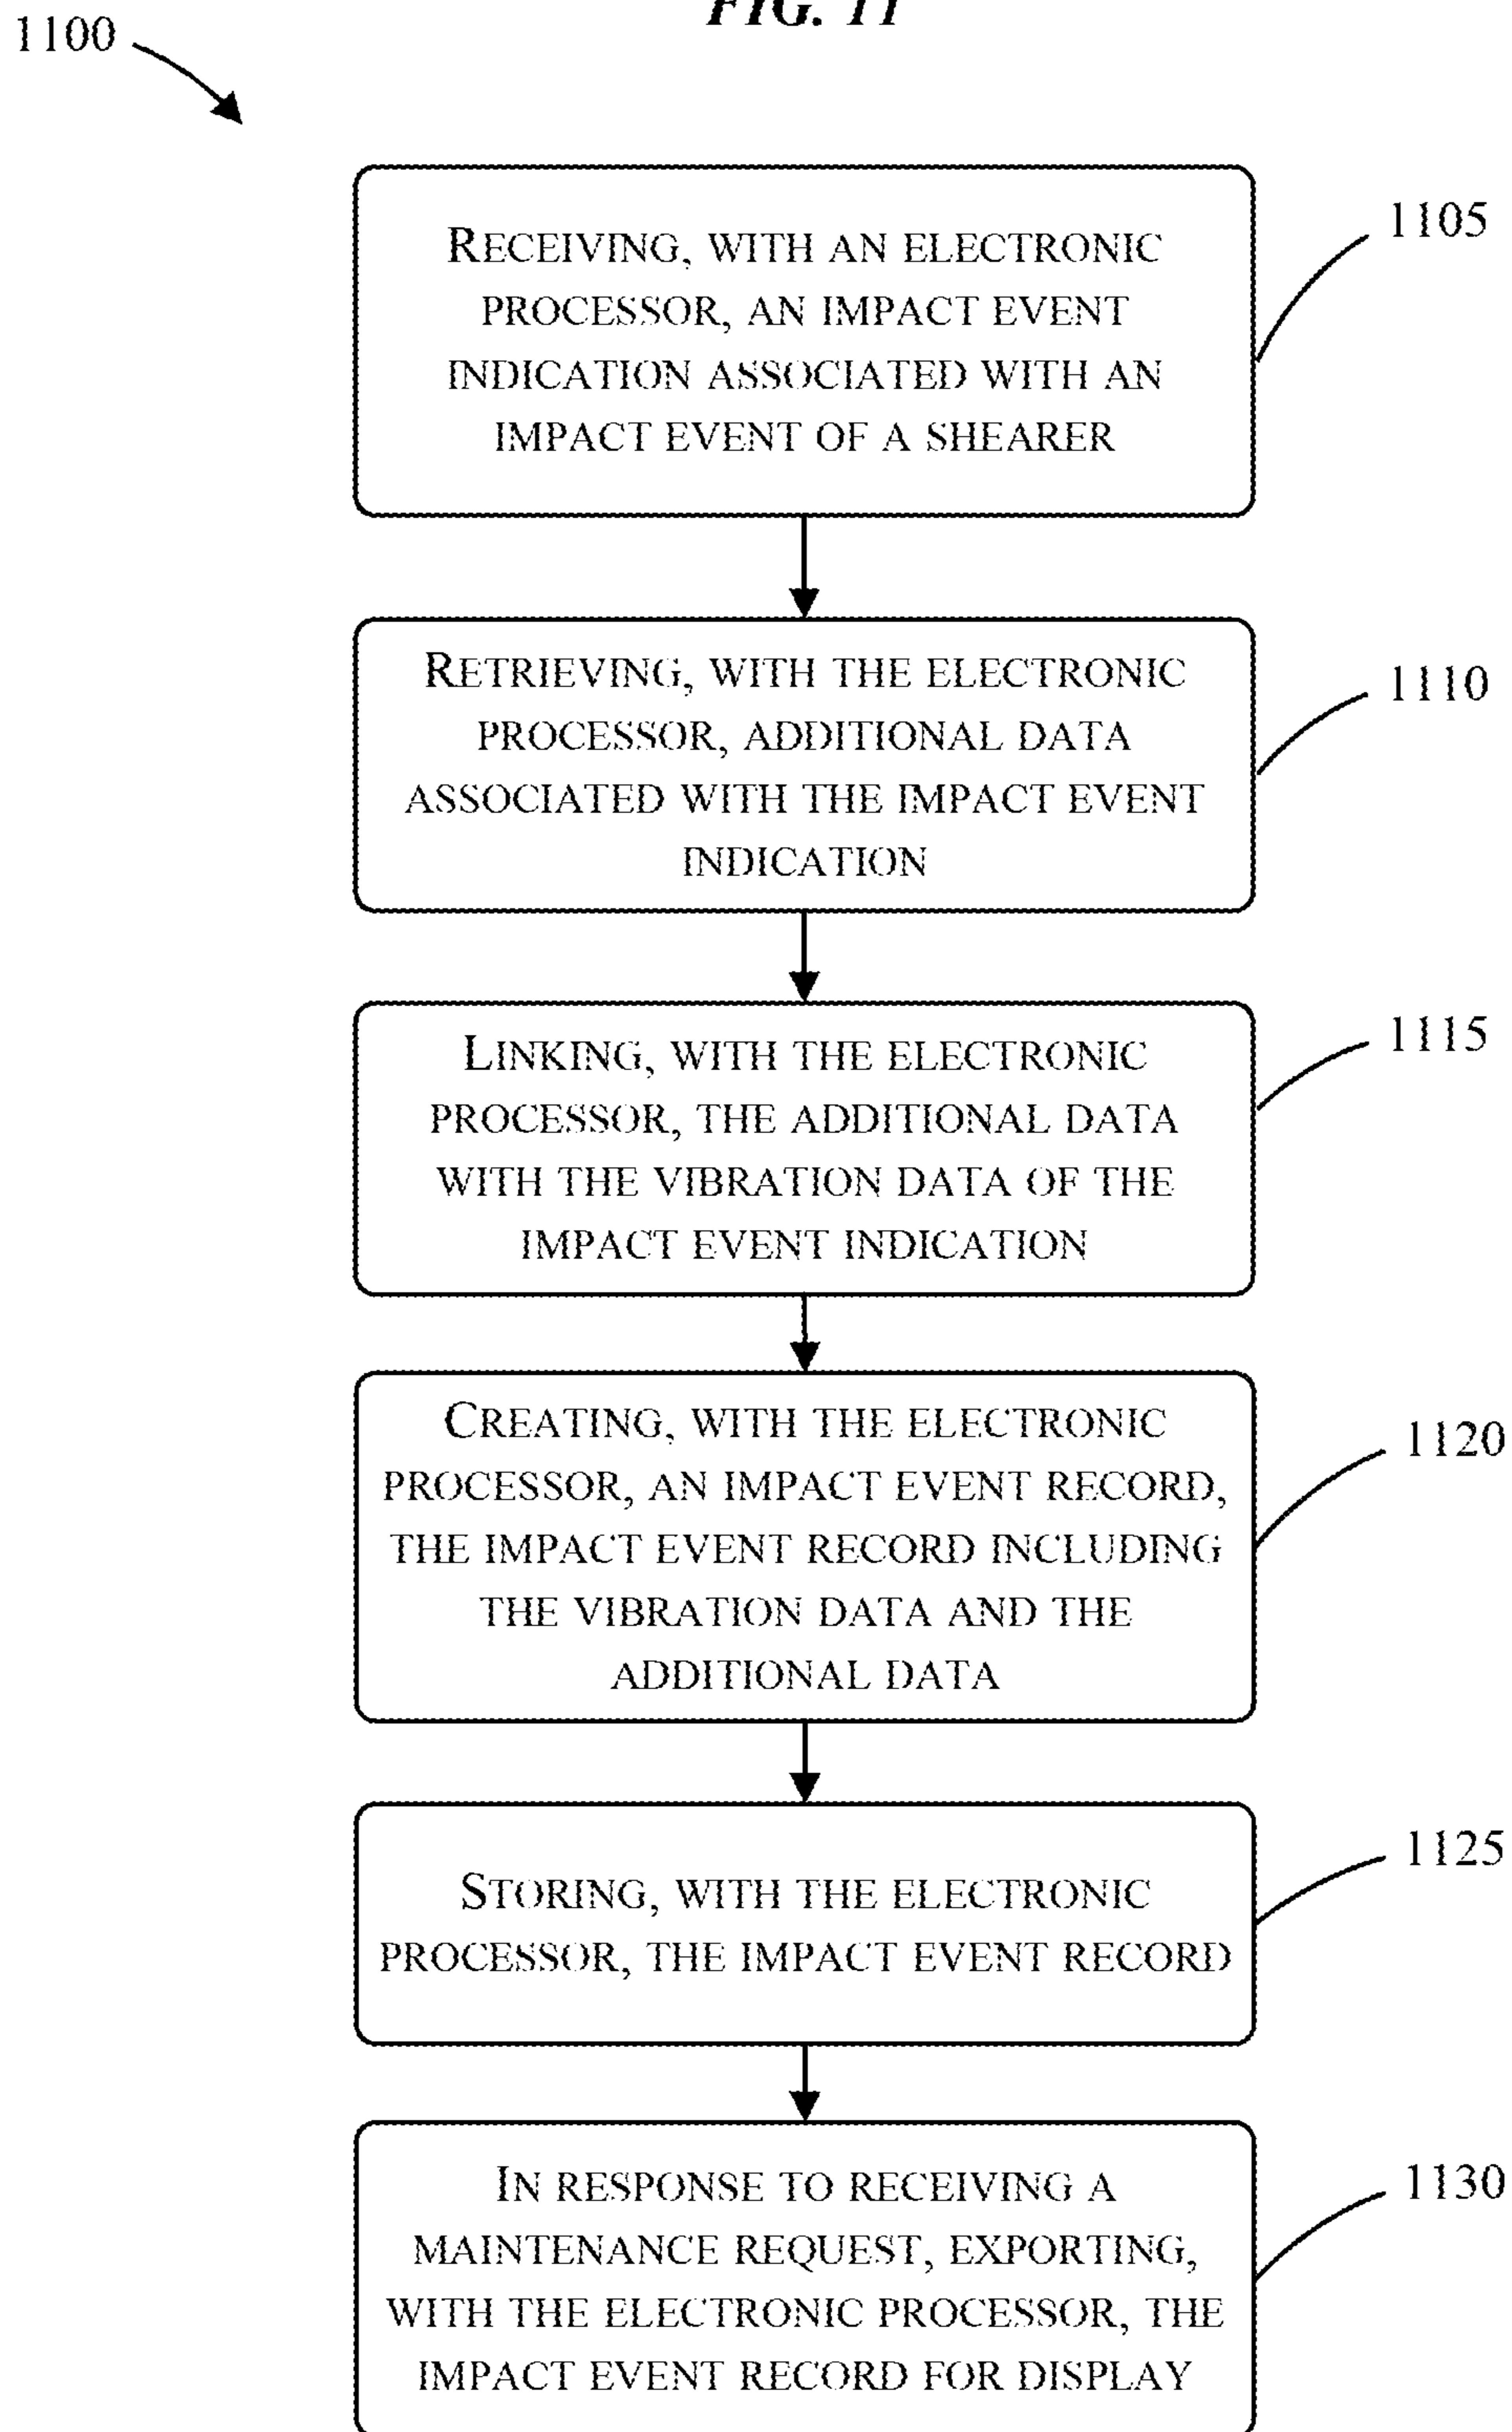 FIG. 11
1100
RECEIVING, WITH AN ELECTRONIC
PROCESSOR, AN IMPACT EVENT
INDICATION ASSOCIATED WITH AN
IMPACT EVENT OF A SHEARER
1105
RETRIEVING, WITH THE ELECTRONIC
PROCESSOR, ADDITIONAL DATA
ASSOCIATED WITH THE IMPACT EVENT
INDICATION
1110
LINKING, WITH THE ELECTRONIC
PROCESSOR, THE ADDITIONAL DATA
WITH THE VIBRATION DATA OF THE
IMPACT EVENT INDICATION
1115
CREATING, WITH THE ELECTRONIC
PROCESSOR, AN IMPACT EVENT RECORD,
THE IMPACT EVENT RECORD INCLUDING
THE VIBRATION DATA AND THE
ADDITIONAL DATA
1120
STORING, WITH THE ELECTRONIC
PROCESSOR, THE IMPACT EVENT RECORD
1125
IN RESPONSE TO RECEIVING A
MAINTENANCE REQUEST, EXPORTING,
WITH THE ELECTRONIC PROCESSOR, THE
IMPACT EVENT RECORD FOR DISPLAY
1130